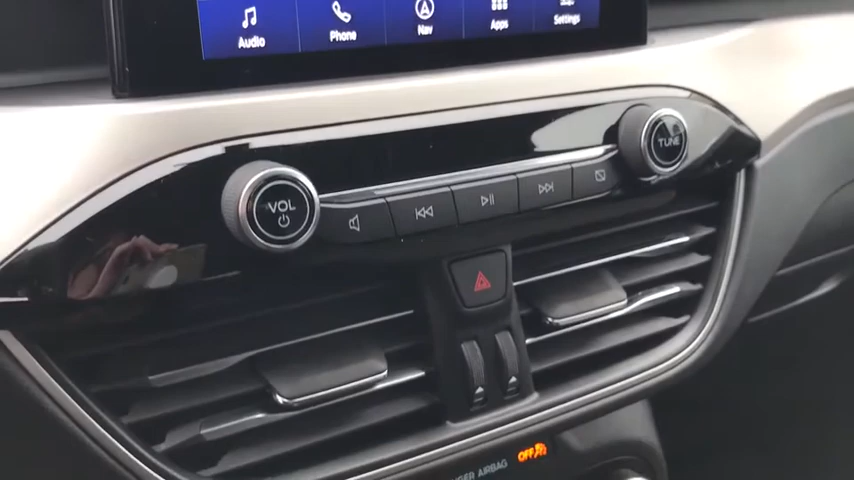 Audio Phone Nav Apps Settings
VOL
TUNE
AIRBAG
OFF